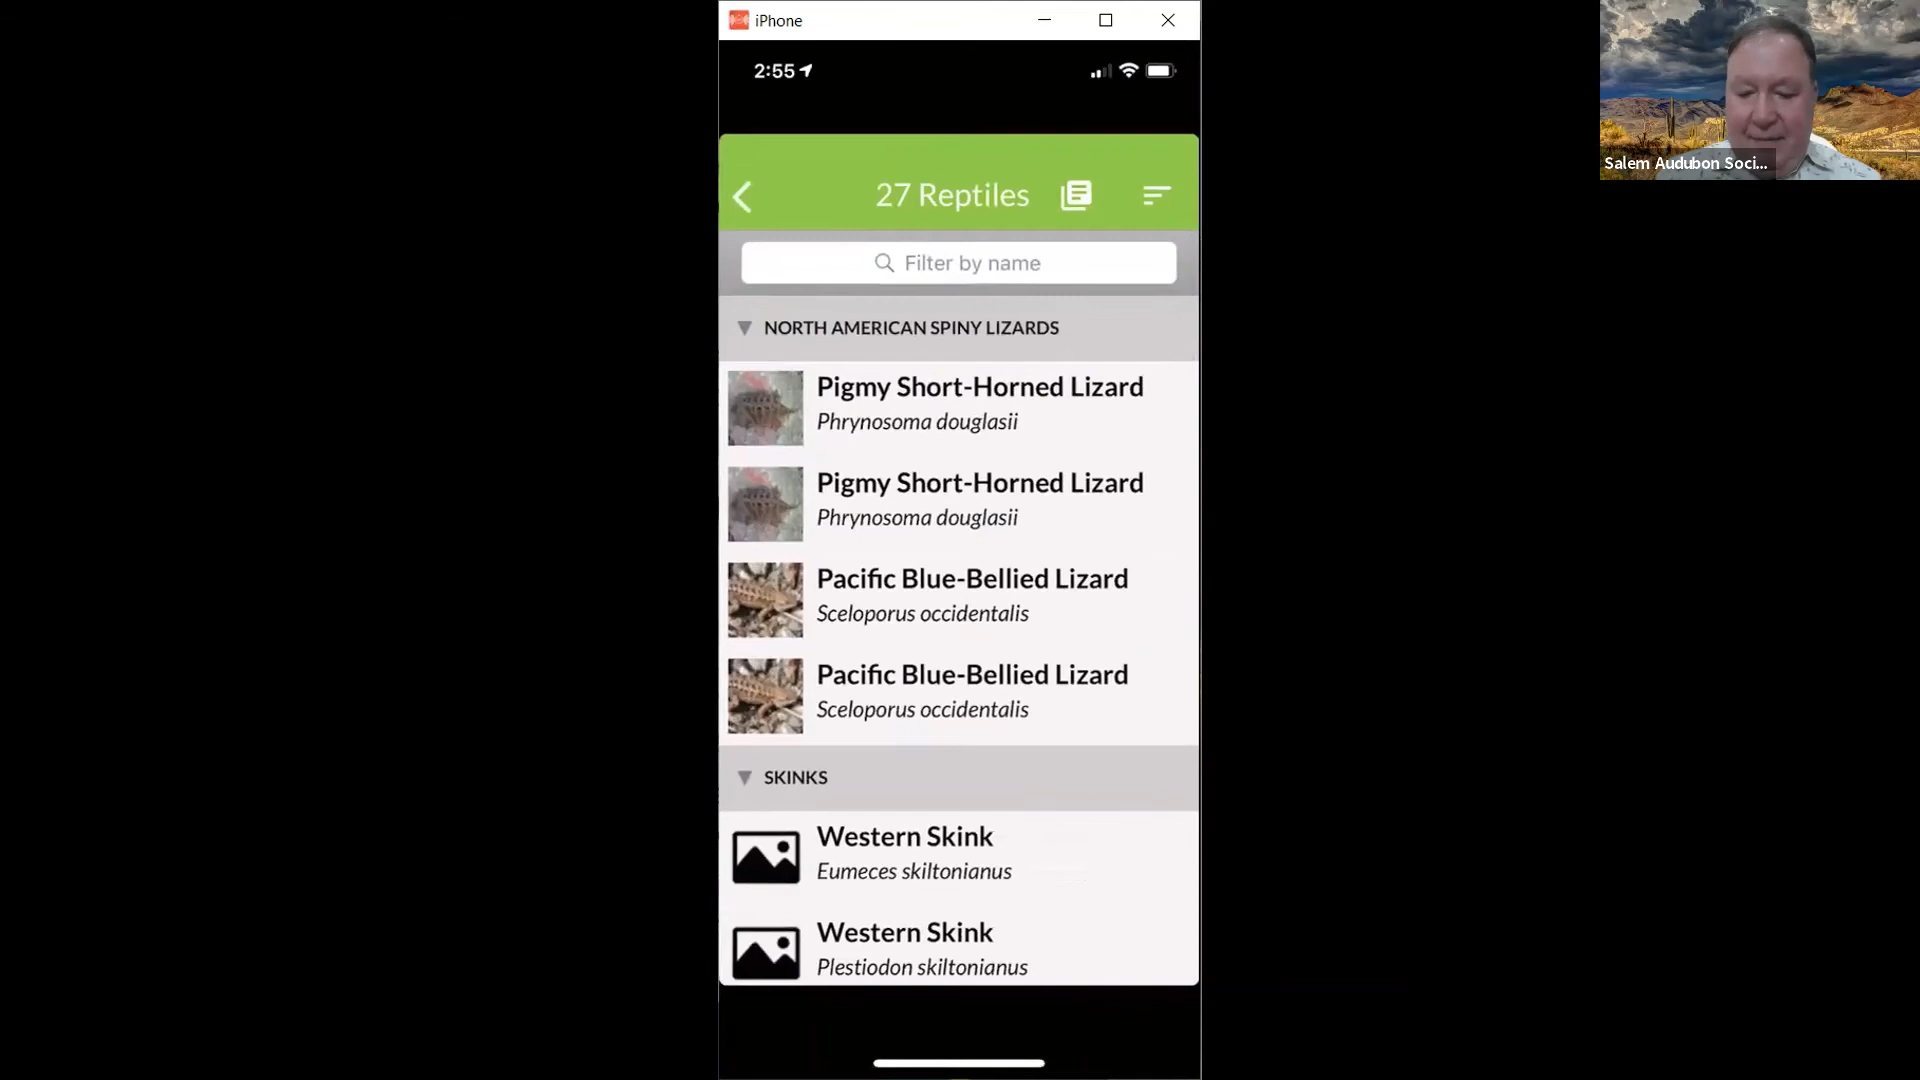 iPhone
2:55
Salem Audubon Soci...
27 Reptiles
Filter by name
NORTH AMERICAN SPINY LIZARDS
Pigmy Short-Horned Lizard
Phrynosoma douglasii
Pigmy Short-Horned Lizard
Phrynosoma douglasii
Pacific Blue-Bellied Lizard
Sceloporus occidentalis
Pacific Blue-Bellied Lizard
Sceloporus occidentalis
SKINKS
Western Skink
Eumeces skiltonianus
Western Skink
Plestiodon skiltonianus